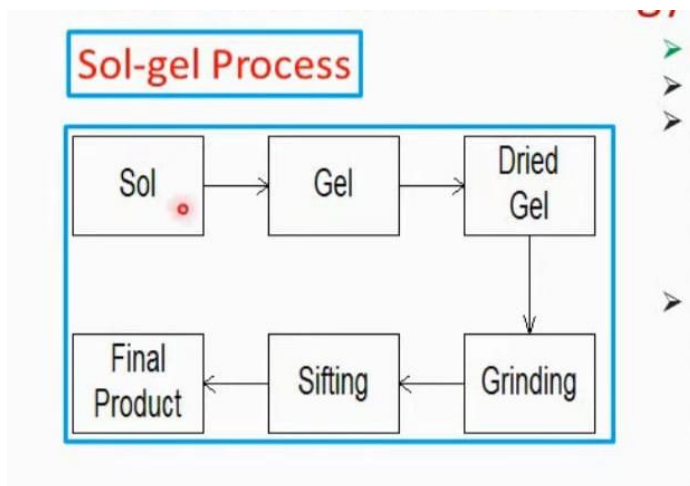 Sol-gel Process
Sol
Gel
Dried
Gel
Final
Product
Sifting
Grinding